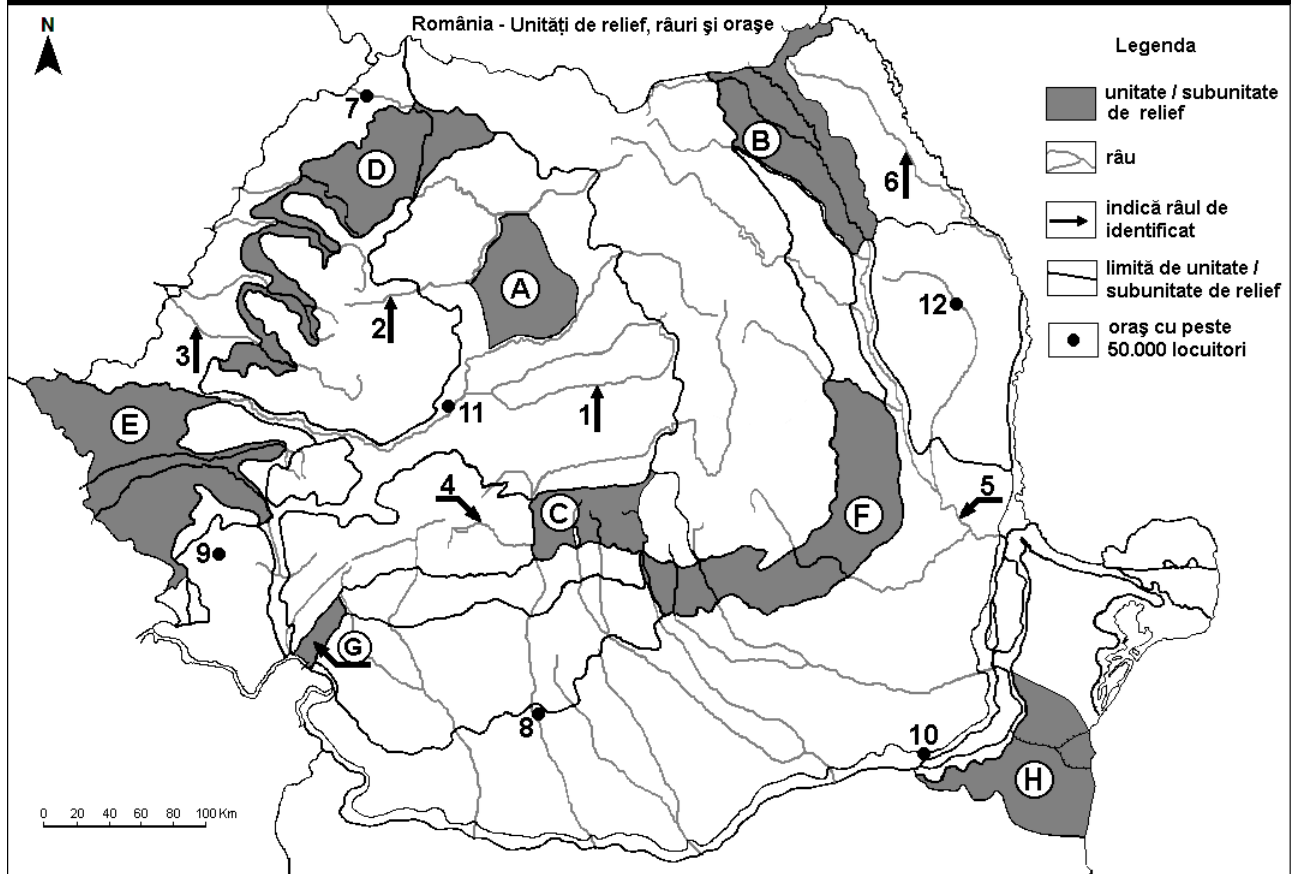 România - Unități de relief, râuri și orașe
N
Legenda
unitate / subunitate
de relief
râu
indică râul de
identificat
limită de unitate /
subunitate de relief
oraș cu peste
50.000 locuitori
7
D
B
6
A
2
3
12
E
11
1
4
C
F
5
9
G
8
10
H
0 20 40 60 80 100 Km